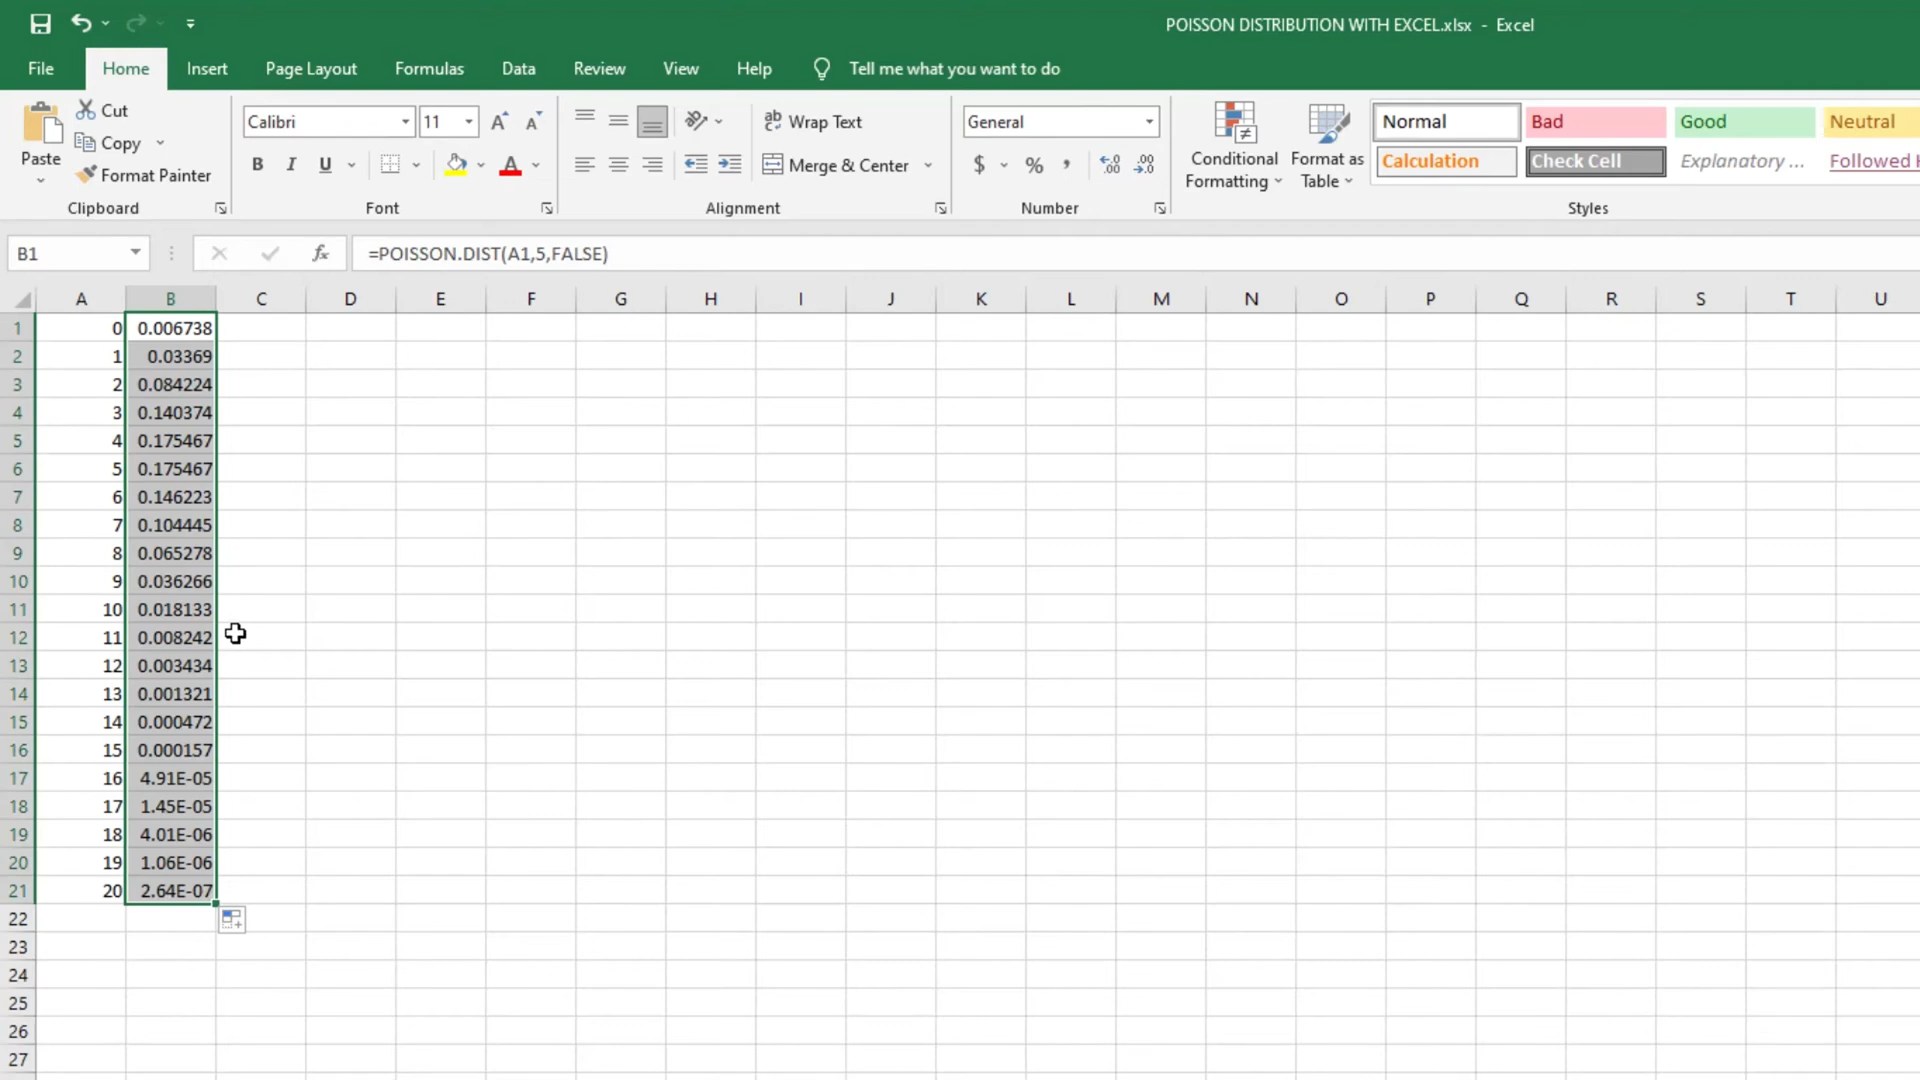 POISSON DISTRIBUTION WITH EXCEL.xlsx - Excel
File Home Insert Page Layout Formulas Data Review View Help Tell me what you want to do
Paste
Cut
Copy
Format Painter
Clipboard
Calibri 11
B I U A
Font
ab Wrap Text
Merge & Center
Alignment
General
$ % ,
Number
Conditional Formatting
Format as Table
Normal Bad Good Neutral
Calculation Check Cell Explanatory ... Followed H
Styles
B1 fx =POISSON.DIST(A1,5,FALSE)
A B C D E F G H I J K L M N O P Q R S T U
1 0 0.006738
2 1 0.03369
3 2 0.084224
4 3 0.140374
5 4 0.175467
6 5 0.175467
7 6 0.146223
8 7 0.104445
9 8 0.065278
10 9 0.036266
11 10 0.018133
12 11 0.008242
13 12 0.003434
14 13 0.001321
15 14 0.000472
16 15 0.000157
17 16 4.91E-05
18 17 1.45E-05
19 18 4.01E-06
20 19 1.06E-06
21 20 2.64E-07
22
23
24
25
26
27